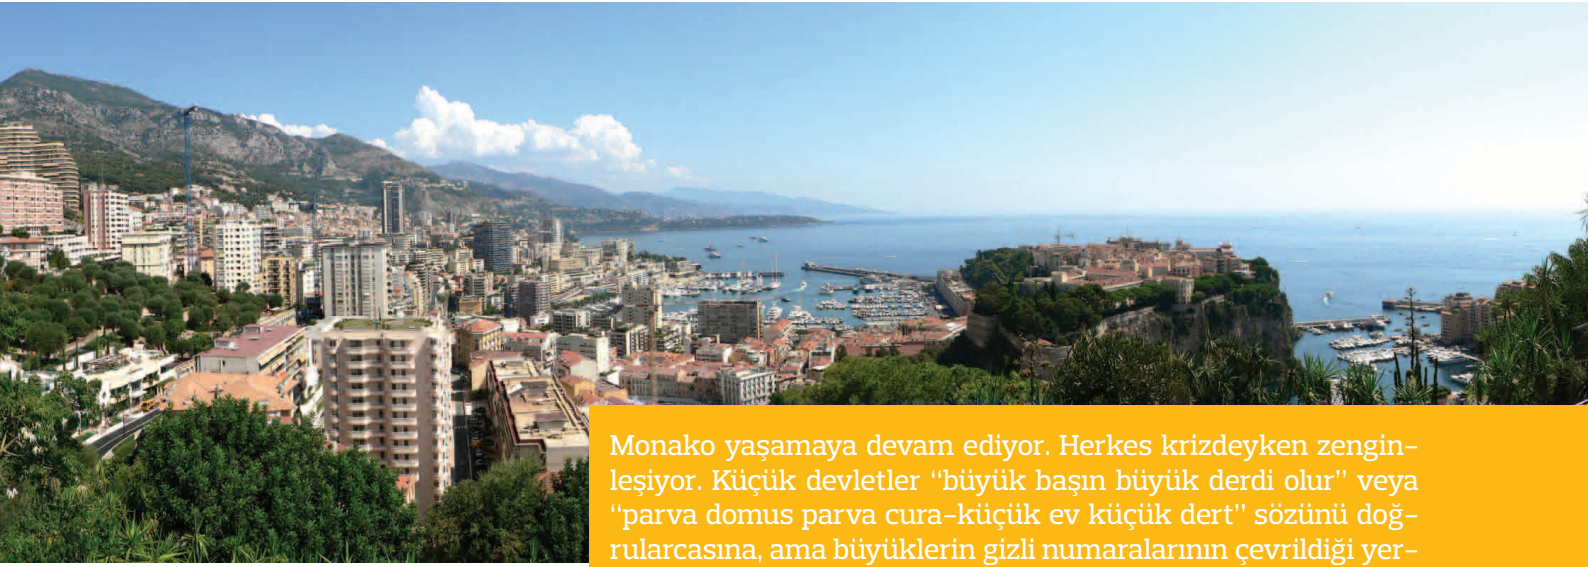 Monako yaşamaya devam ediyor. Herkes krizdeyken zengin-
leşiyor. Küçük devletler “büyük başın büyük derdi olur” veya
“parva domus parva cura-küçük ev küçük dert” sözünü doğ-
rularcasına, ama büyüklerin gizli numaralarının çevrildiği yer-